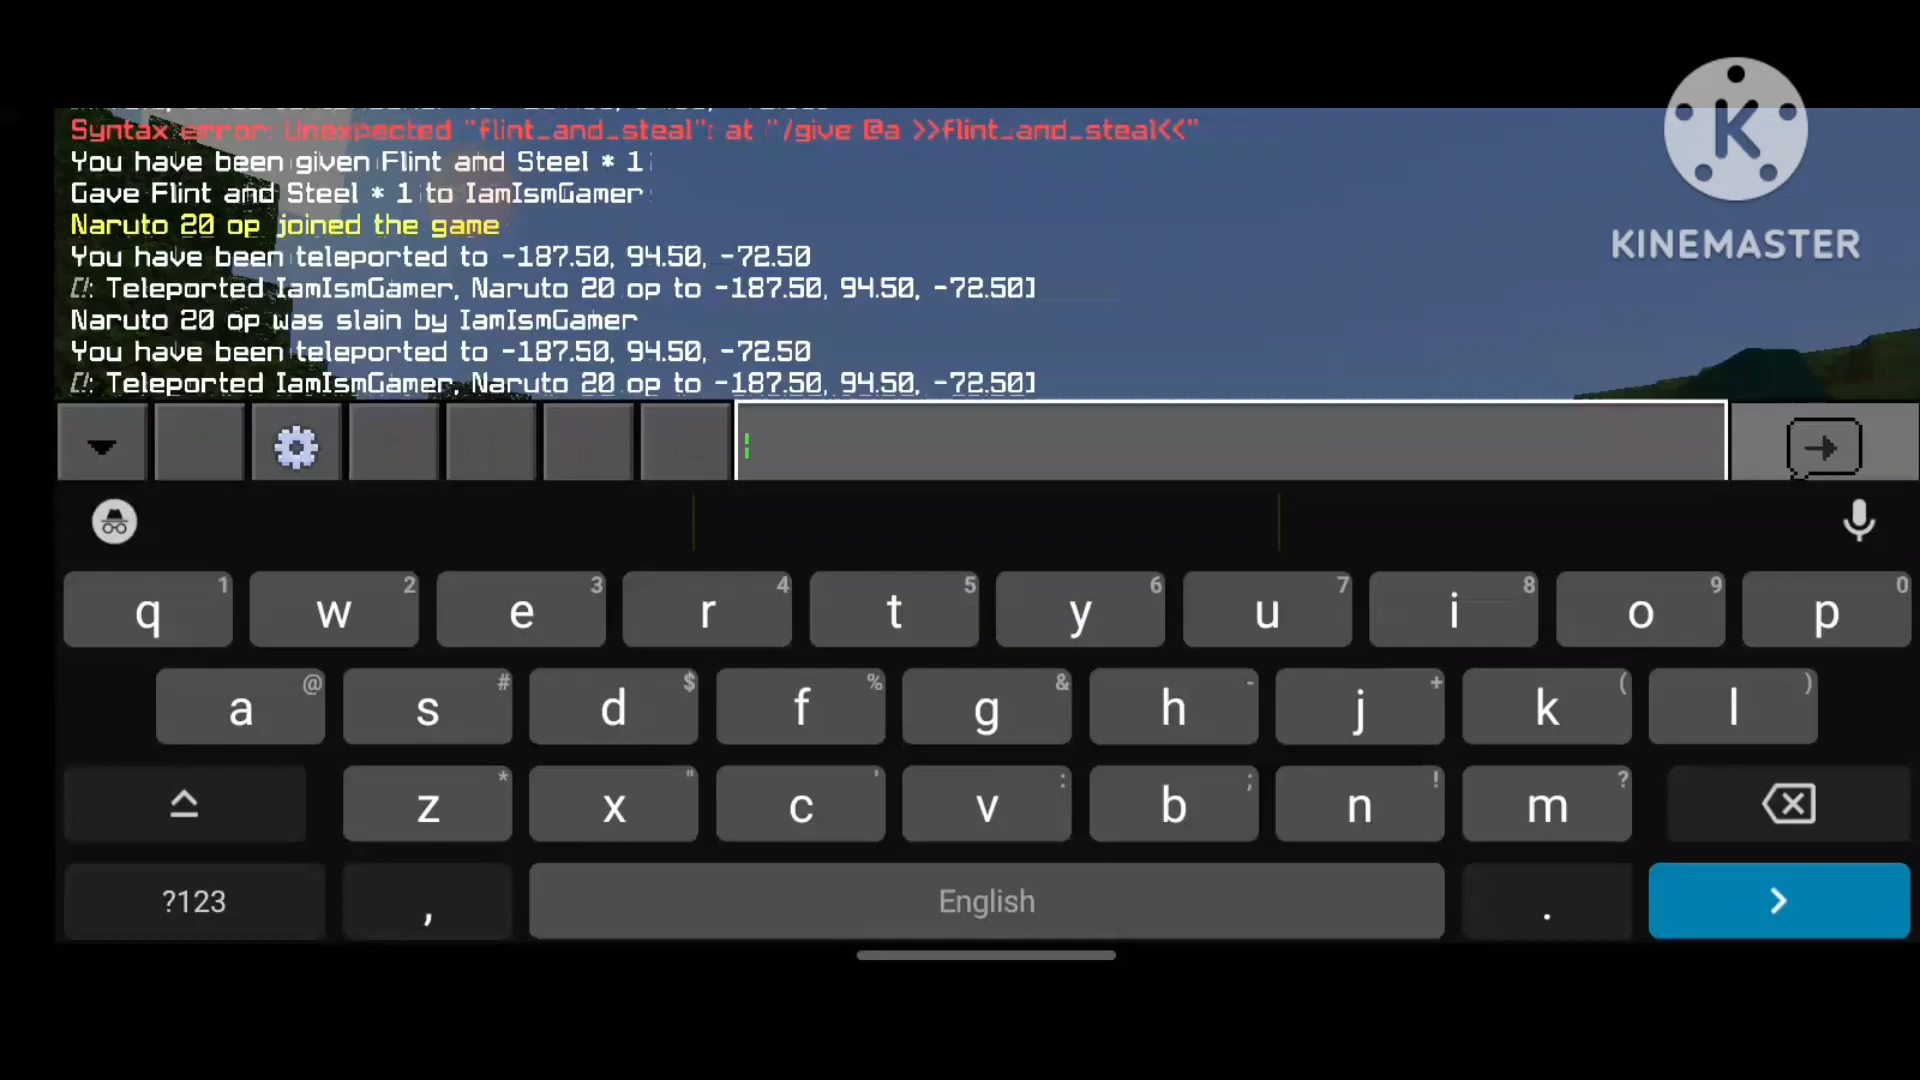 Syntax error: Unexpected "flint_and_steal": at "/give @a >>flint_and_steal<<"
You have been given Flint and Steel * 1
Gave Flint and Steel * 1 to IamIsmGamer
Naruto 20 op joined the game
You have been teleported to -187.50, 94.50, -72.50
[!: Teleported IamIsmGamer, Naruto 20 op to -187.50, 94.50, -72.50]
Naruto 20 op was slain by IamIsmGamer
You have been teleported to -187.50, 94.50, -72.50
[!: Teleported IamIsmGamer, Naruto 20 op to -187.50, 94.50, -72.50]
K
KINEMASTER
q 1 w 2 e 3 r 4 t 5 y 6 u 7 i 8 o 9 p 0
a @ s # d $ f % g & h - j + k ( l )
z * x " c ' v : b ; n ! m ?
?123 , English .